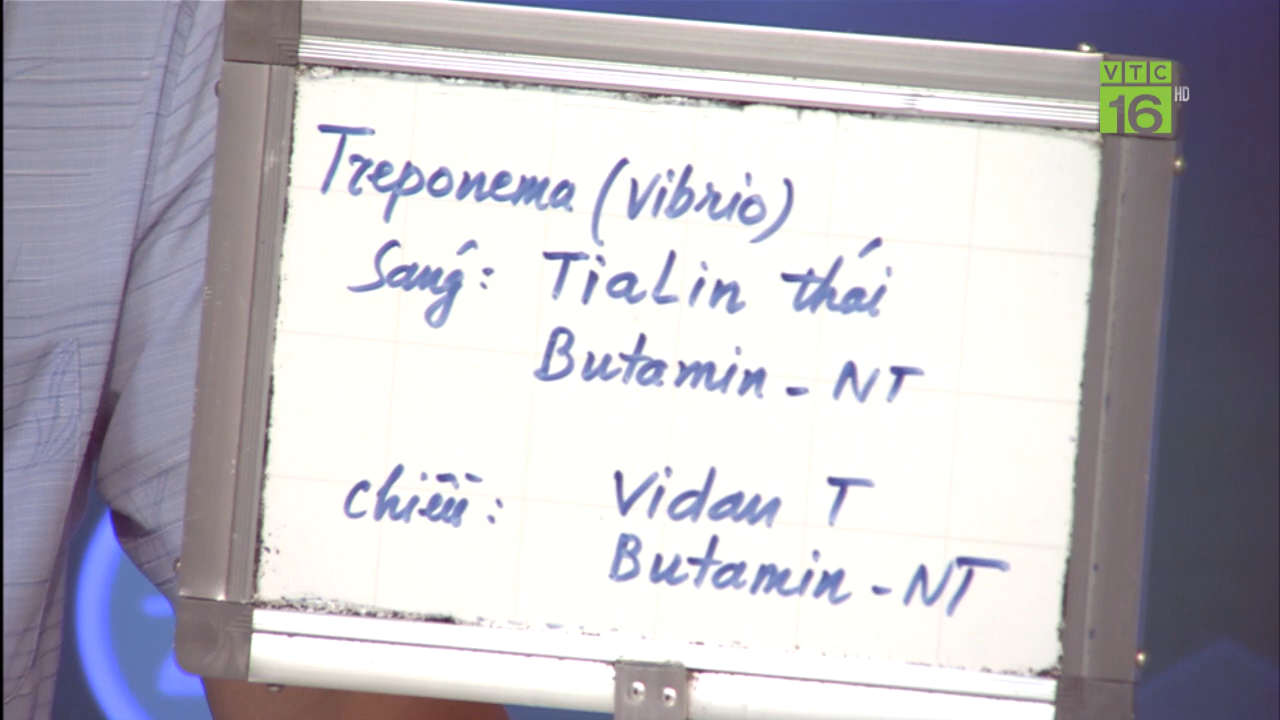 VTC
16
HD
Treponema (Vibrio)
Sáng: TiaLin thái
Butamin - NT
chiều: Vidan T
Butamin - NT